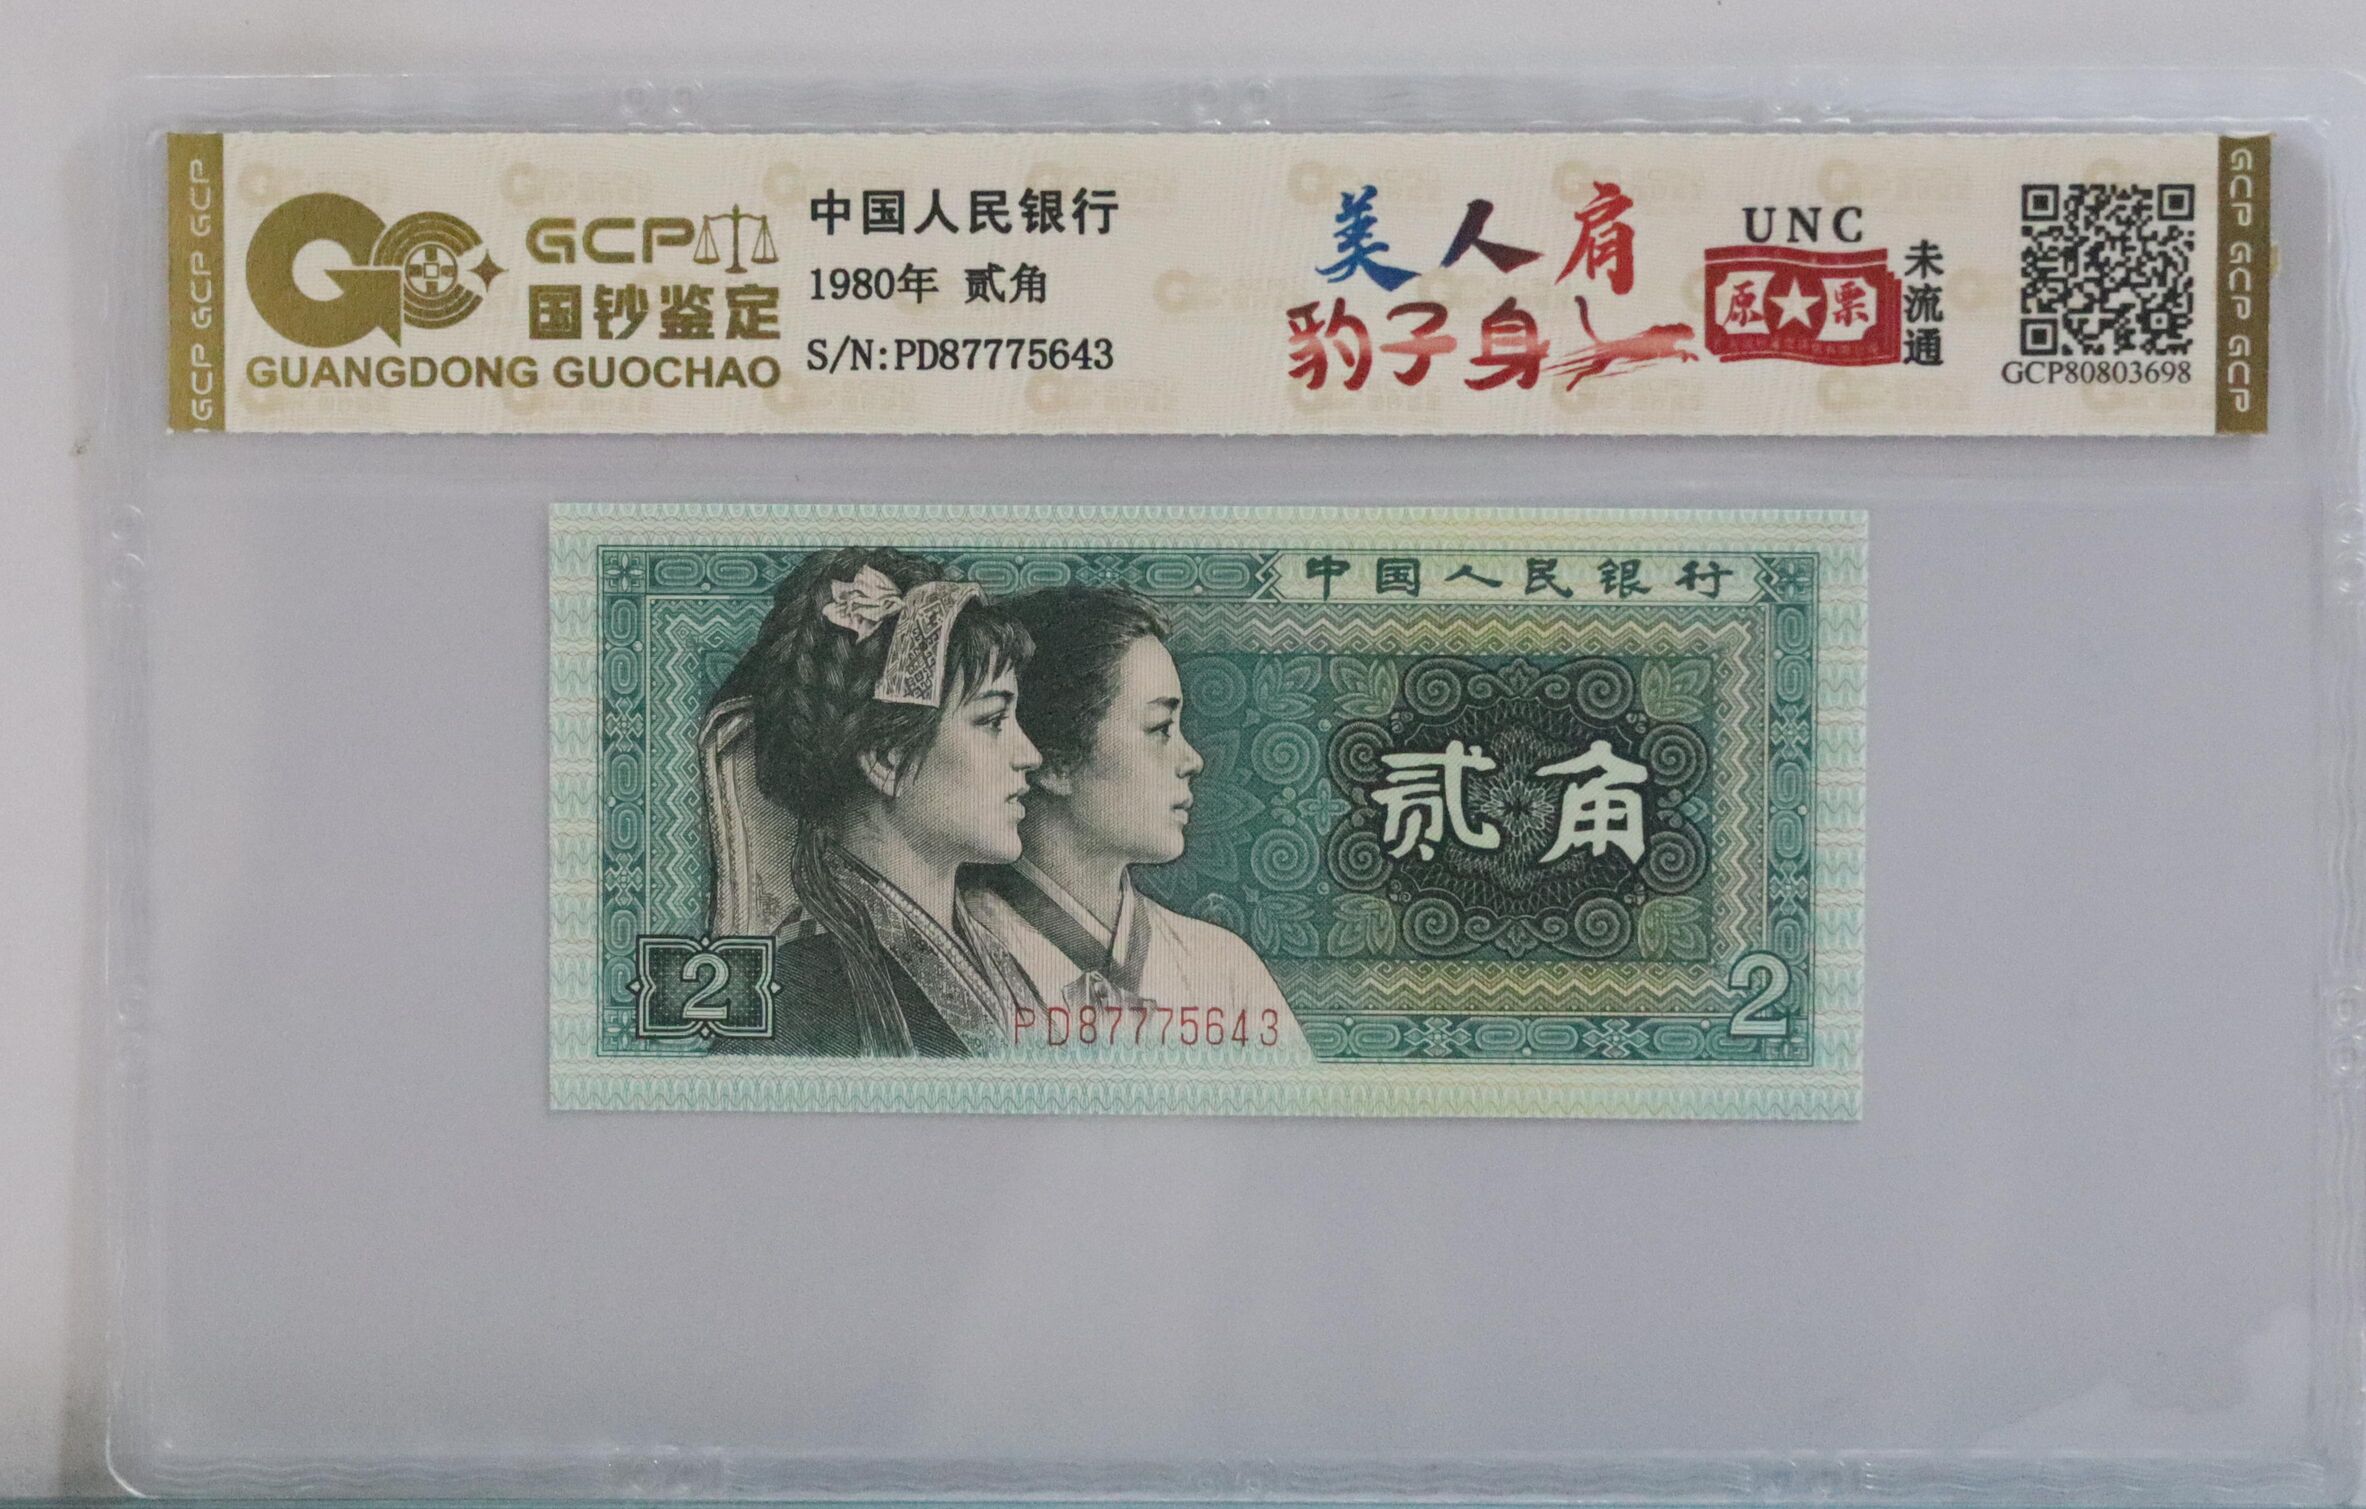 GCP GCP GCP
GCP
国钞鉴定
GUANGDONG GUOCHAO
中国人民银行
1980年 贰角
S/N:PD87775643
美人肩
豹子身
UNC
原★票
未流通
GCP80803698
GCP GCP GCP
中国人民银行
贰角
2
PD87775643
2